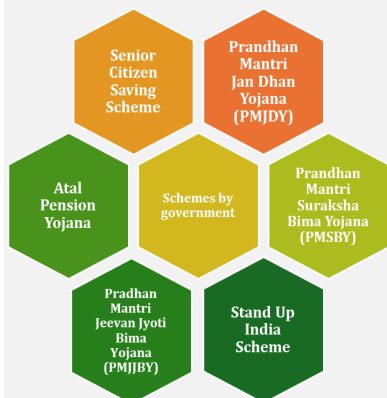 Senior
Citizen
Saving
Scheme
Prandhan
Mantri
Jan Dhan
Yojana
(PMJDY)
Atal
Pension
Yojana
Schemes by
government
Prandhan
Mantri
Suraksha
Bima Yojana
(PMSBY)
Pradhan
Mantri
Jeevan Jyoti
Bima
Yojana
(PMJJBY)
Stand Up
India
Scheme